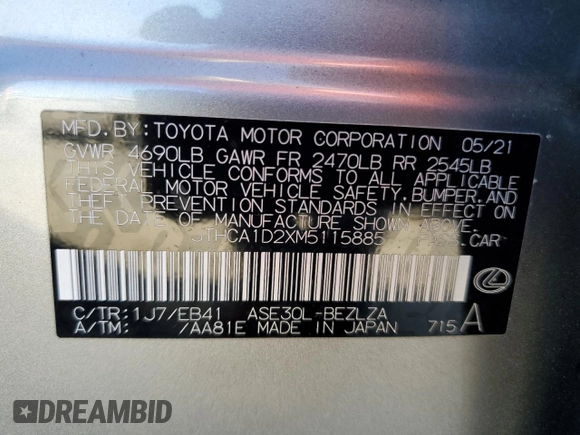 MFD.BY:TOYOTA MOTOR CORPORATION 05/21
GVWR 4690LB GAWR FR 2470LB RR 2545LB
THIS VEHICLE CONFORMS TO ALL APPLICABLE
FEDERAL MOTOR VEHICLE SAFETY,BUMPER,AND
THEFT PREVENTION STANDARDS IN EFFECT ON
THE DATE OF MANUFACTURE SHOWN ABOVE.
JTHCA1D2XM5115885 CAR
C/TR:1J7/EB41 ASE30L-BEZLZA
A/TM: /AA81E MADE IN JAPAN 715 A
DREAMBID